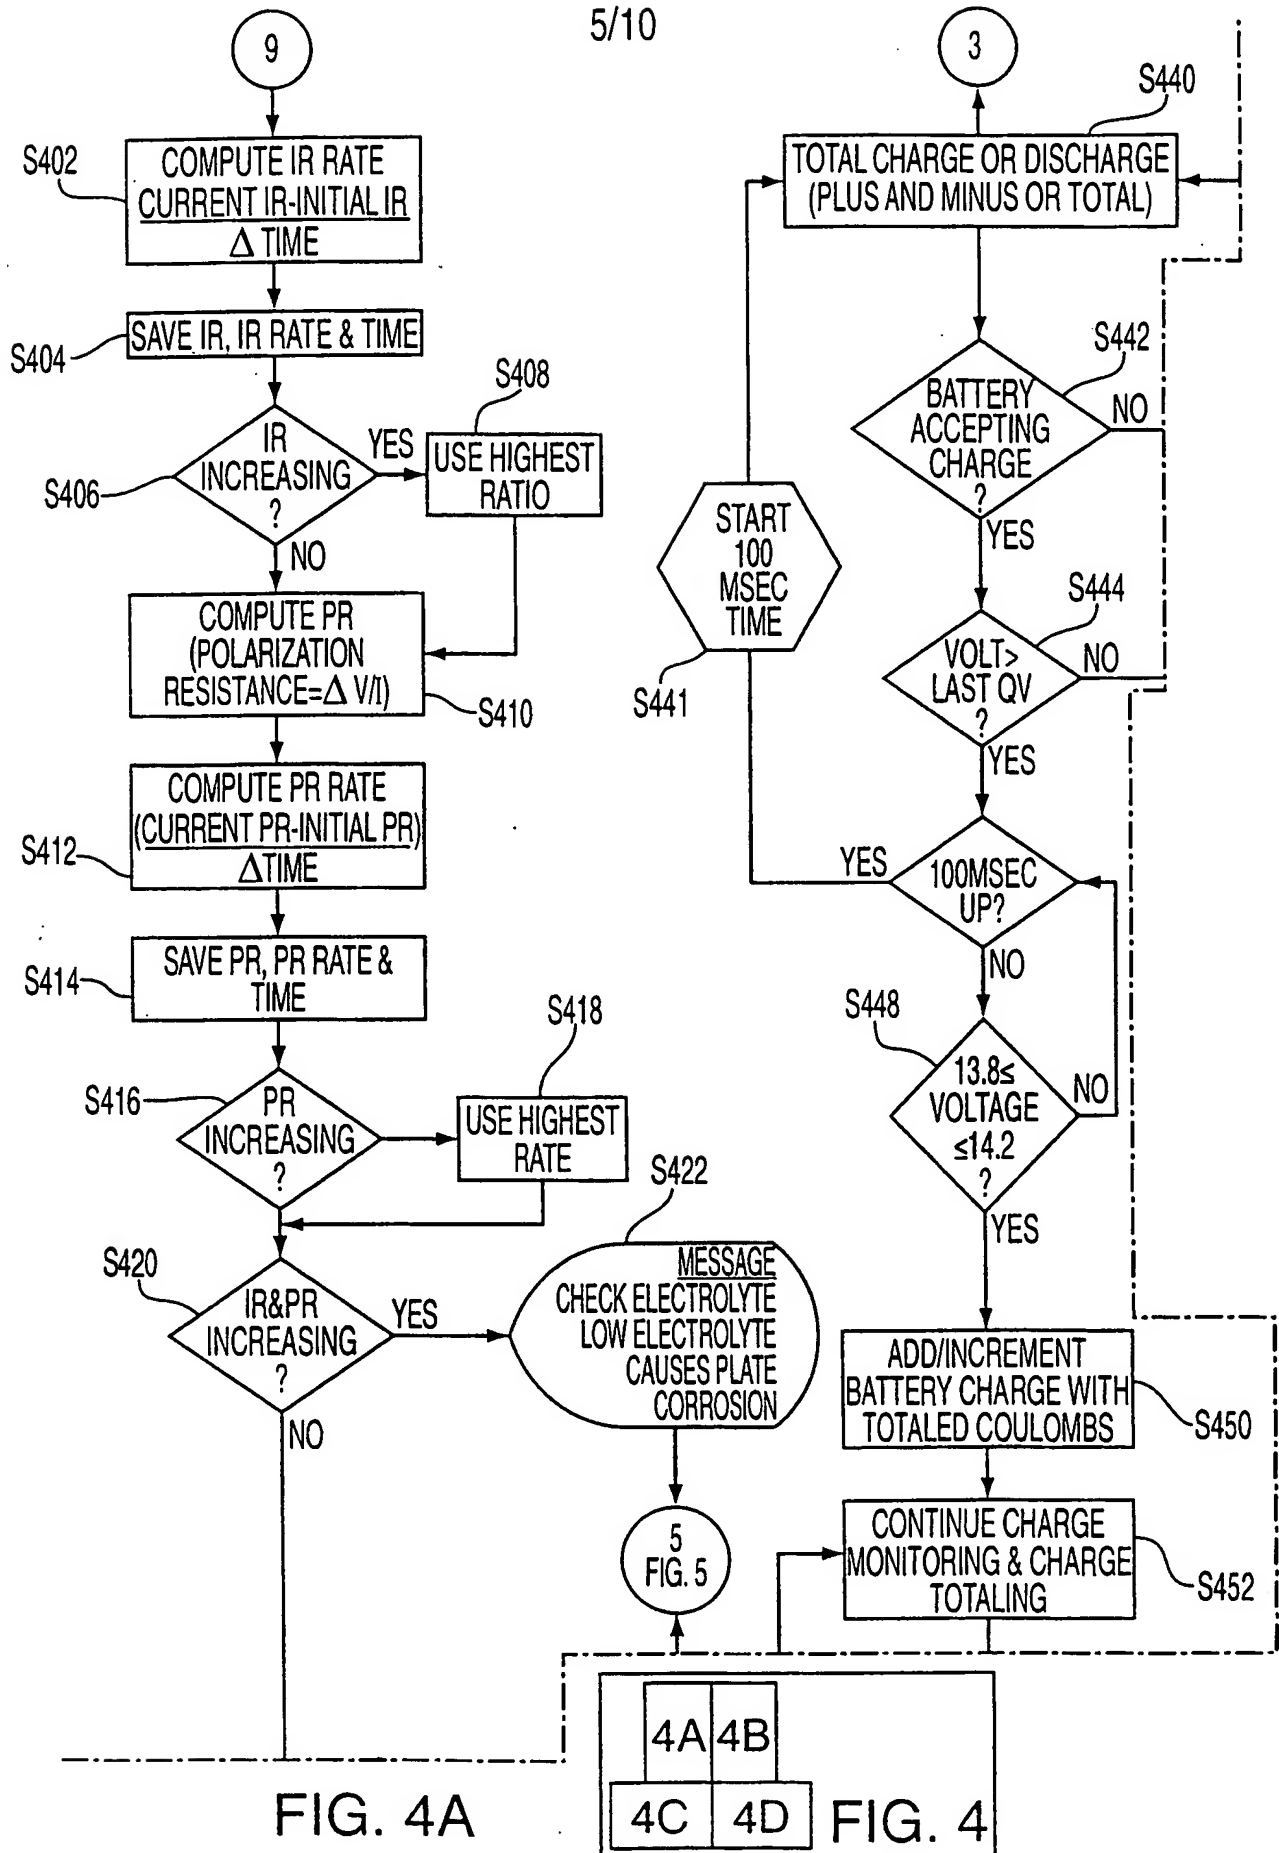 5/10
9
S402
COMPUTE IR RATE
CURRENT IR-INITIAL IR
Δ TIME
S404
SAVE IR, IR RATE & TIME
S406
IR
INCREASING
?
YES
NO
S408
USE HIGHEST
RATIO
COMPUTE PR
(POLARIZATION
RESISTANCE=Δ V/I)
S410
COMPUTE PR RATE
(CURRENT PR-INITIAL PR)
ΔTIME
S412
SAVE PR, PR RATE &
TIME
S414
S416
PR
INCREASING
?
S418
USE HIGHEST
RATE
S420
IR&PR
INCREASING
?
YES
NO
S422
MESSAGE
CHECK ELECTROLYTE
LOW ELECTROLYTE
CAUSES PLATE
CORROSION
5
FIG. 5
3
S440
TOTAL CHARGE OR DISCHARGE
(PLUS AND MINUS OR TOTAL)
S442
BATTERY
ACCEPTING
CHARGE
?
NO
YES
START
100
MSEC
TIME
S441
S444
VOLT>
LAST QV
?
NO
YES
100MSEC
UP?
YES
NO
S448
13.8≤
VOLTAGE
≤14.2
?
NO
YES
ADD/INCREMENT
BATTERY CHARGE WITH
TOTALED COULOMBS
S450
CONTINUE CHARGE
MONITORING & CHARGE
TOTALING
S452
FIG. 4A
4A 4B
4C 4D
FIG. 4